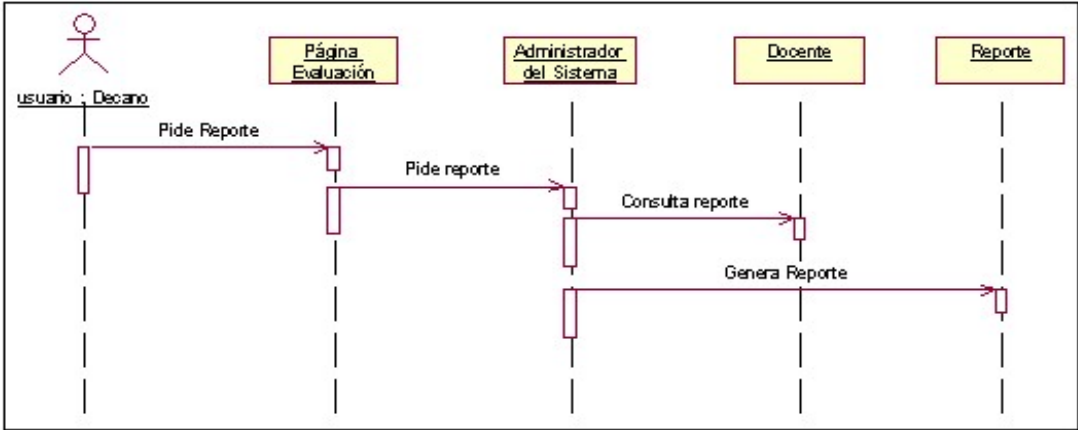 Página
Evaluación
Administrador
del Sistema
Docente
Reporte
usuario : Decano
Pide Reporte
Pide reporte
Consulta reporte
Genera Reporte